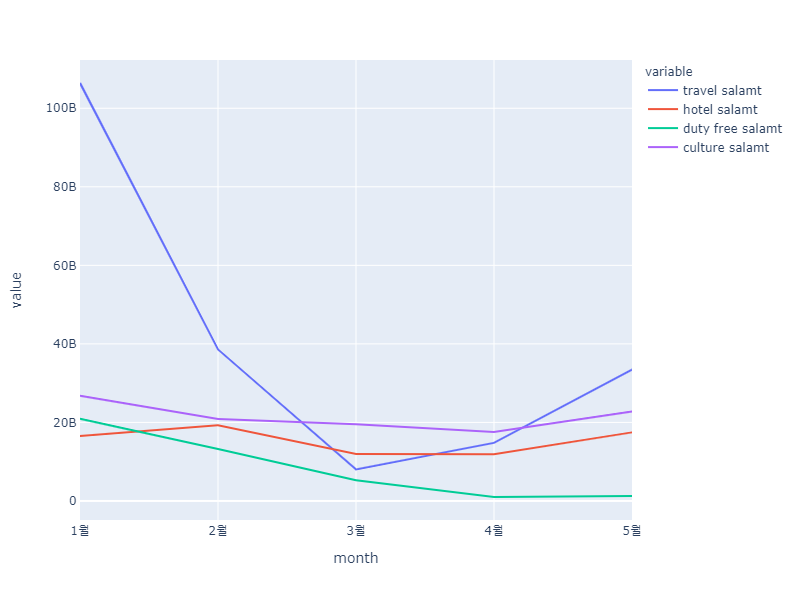 variable
travel salamt
hotel salamt
duty free salamt
culture salamt
value
100B
80B
60B
40B
20B
0
1월
2월
3월
4월
5월
month